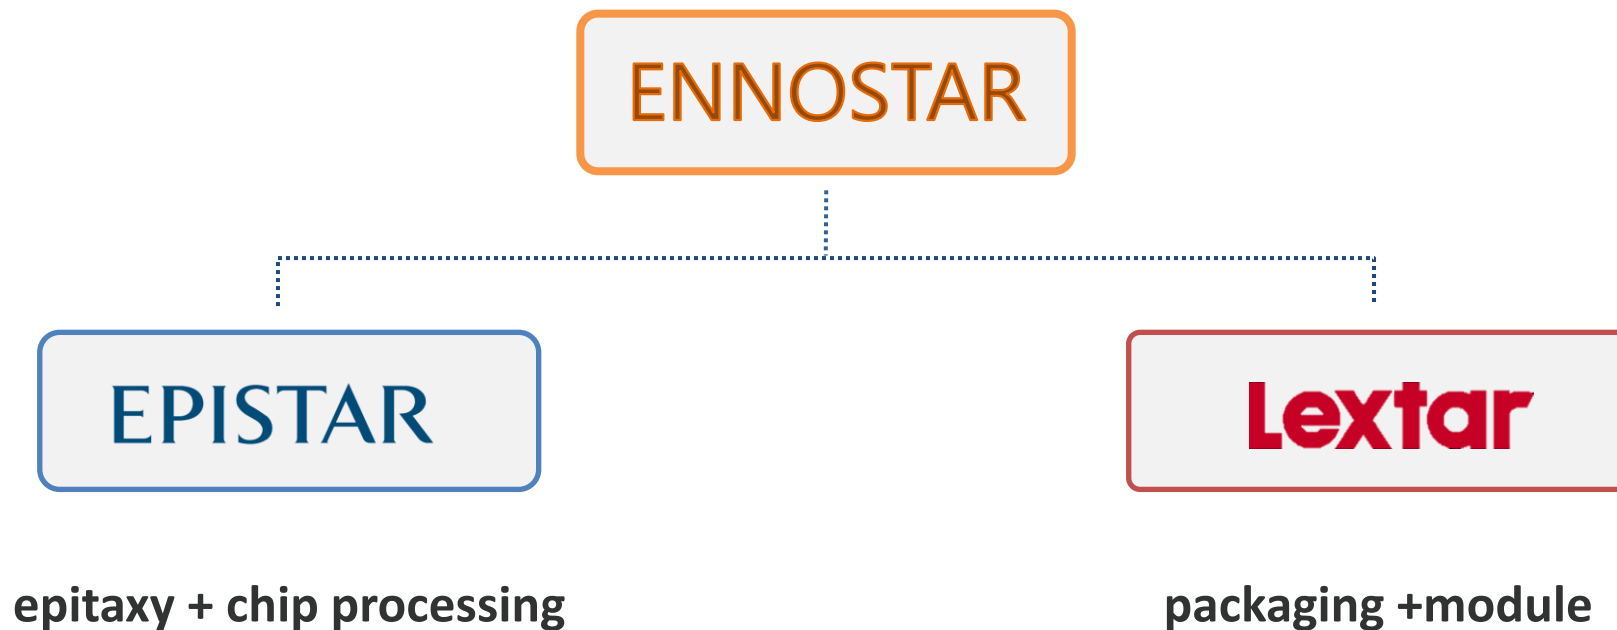 ENNOSTAR
EPISTAR
Lextar
epitaxy + chip processing
packaging +module